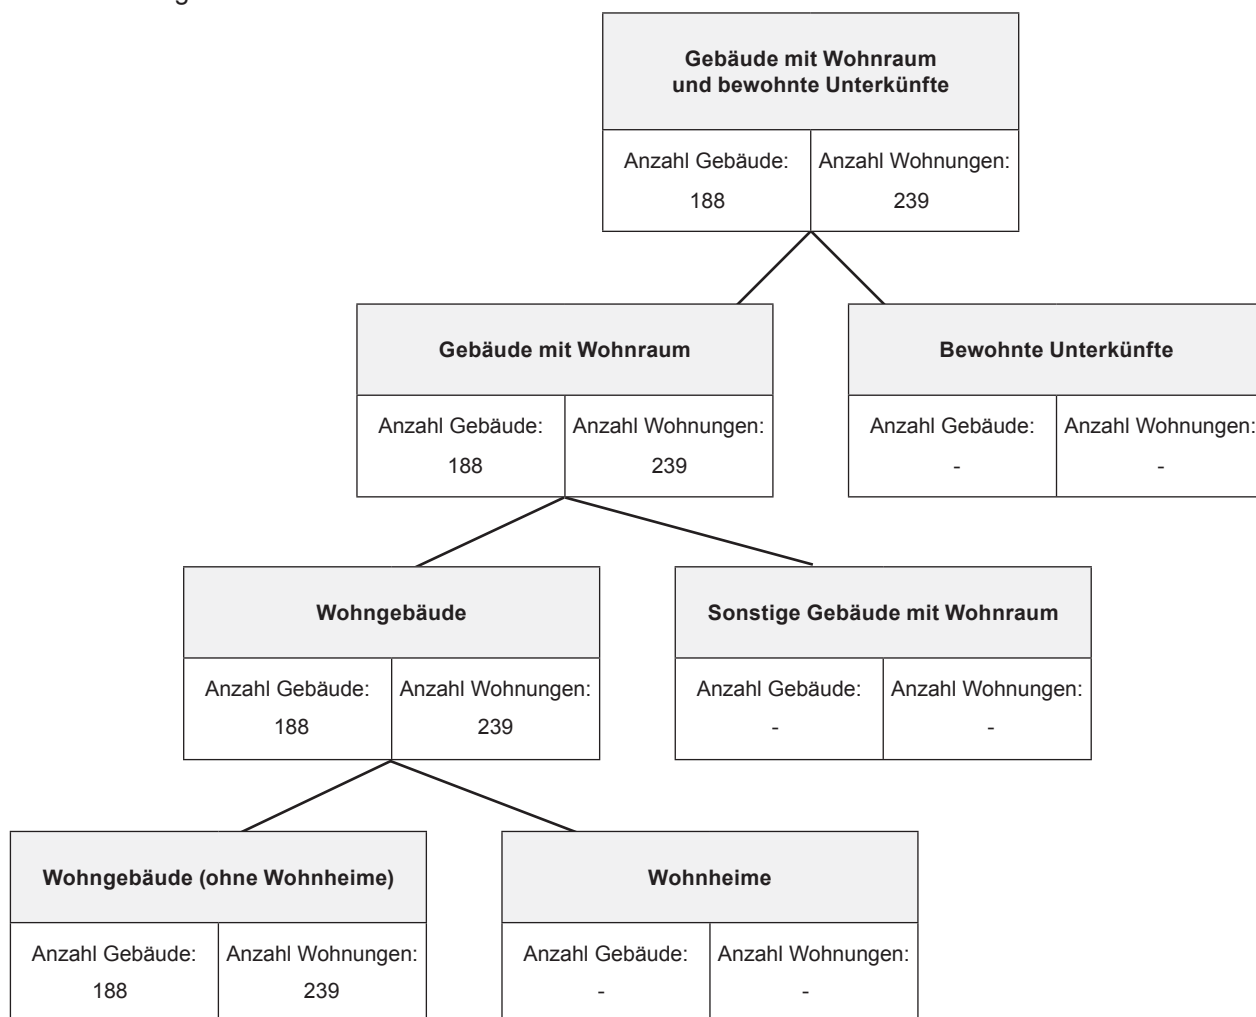 Gebäude mit Wohnraum
und bewohnte Unterkünfte
Anzahl Gebäude: Anzahl Wohnungen:
188 239
Gebäude mit Wohnraum Bewohnte Unterkünfte
Anzahl Gebäude: Anzahl Wohnungen: Anzahl Gebäude: Anzahl Wohnungen:
188 239 - -
Wohngebäude Sonstige Gebäude mit Wohnraum
Anzahl Gebäude: Anzahl Wohnungen: Anzahl Gebäude: Anzahl Wohnungen:
188 239 - -
Wohngebäude (ohne Wohnheime) Wohnheime
Anzahl Gebäude: Anzahl Wohnungen: Anzahl Gebäude: Anzahl Wohnungen:
188 239 - -